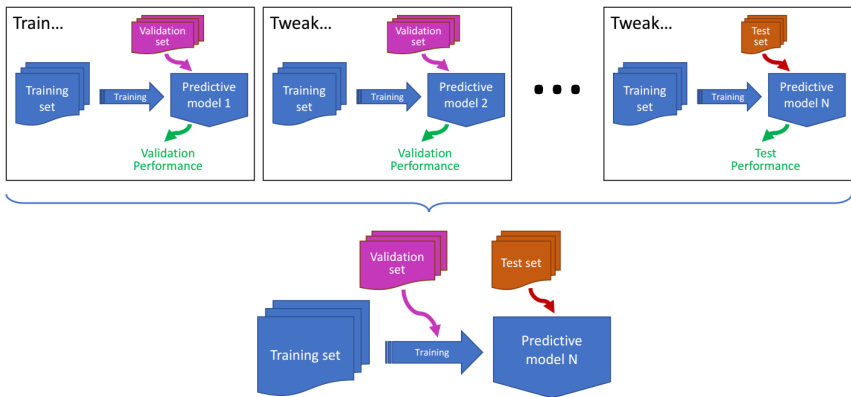 Train...
Validation
set
Training
set
Training
Predictive
model 1
Validation
Performance
Tweak...
Validation
set
Training
set
Training
Predictive
model 2
Validation
Performance
Tweak...
Test
set
Training
set
Training
Predictive
model N
Test
Performance
Validation
set
Test set
Training set
Training
Predictive
model N